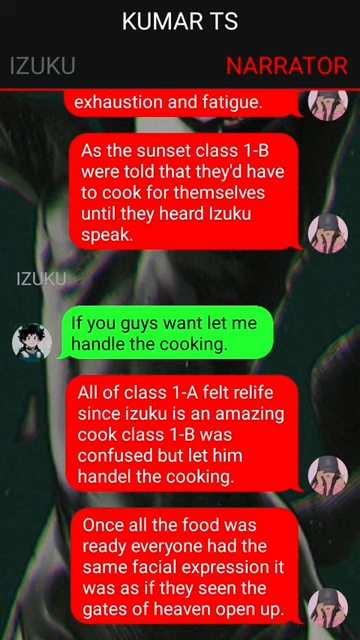 KUMAR TS
IZUKU
NARRATOR
exhaustion and fatigue.
As the sunset class 1-B
were told that they'd have
to cook for themselves
until they heard Izuku
speak.
IZUKU
If you guys want let me
handle the cooking.
All of class 1-A felt relife
since izuku is an amazing
cook class 1-B was
confused but let him
handel the cooking.
Once all the food was
ready everyone had the
same facial expression it
was as if they seen the
gates of heaven open up.